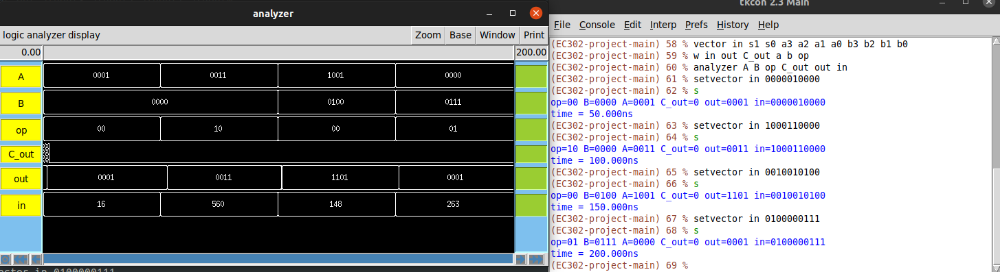 analyzer
logic analyzer display
Zoom Base Window Print
0.00 200.00
A 0001 0011 1001 0000
B 0000 0100 0111
op 00 10 00 01
C_out
out 0001 0011 1101 0001
in 16 560 148 263
ector in 0100000111
tkcon 2.3 Main
File Console Edit Interp Prefs History Help
(EC302-project-main) 58 % vector in s1 s0 a3 a2 a1 a0 b3 b2 b1 b0
(EC302-project-main) 59 % w in out C_out a b op
(EC302-project-main) 60 % analyzer A B op C_out out in
(EC302-project-main) 61 % setvector in 0000010000
(EC302-project-main) 62 % s
op=00 B=0000 A=0001 C_out=0 out=0001 in=0000010000
time = 50.000ns
(EC302-project-main) 63 % setvector in 1000110000
(EC302-project-main) 64 % s
op=10 B=0000 A=0011 C_out=0 out=0011 in=1000110000
time = 100.000ns
(EC302-project-main) 65 % setvector in 0010010100
(EC302-project-main) 66 % s
op=00 B=0100 A=1001 C_out=0 out=1101 in=0010010100
time = 150.000ns
(EC302-project-main) 67 % setvector in 0100000111
(EC302-project-main) 68 % s
op=01 B=0111 A=0000 C_out=0 out=0001 in=0100000111
time = 200.000ns
(EC302-project-main) 69 %